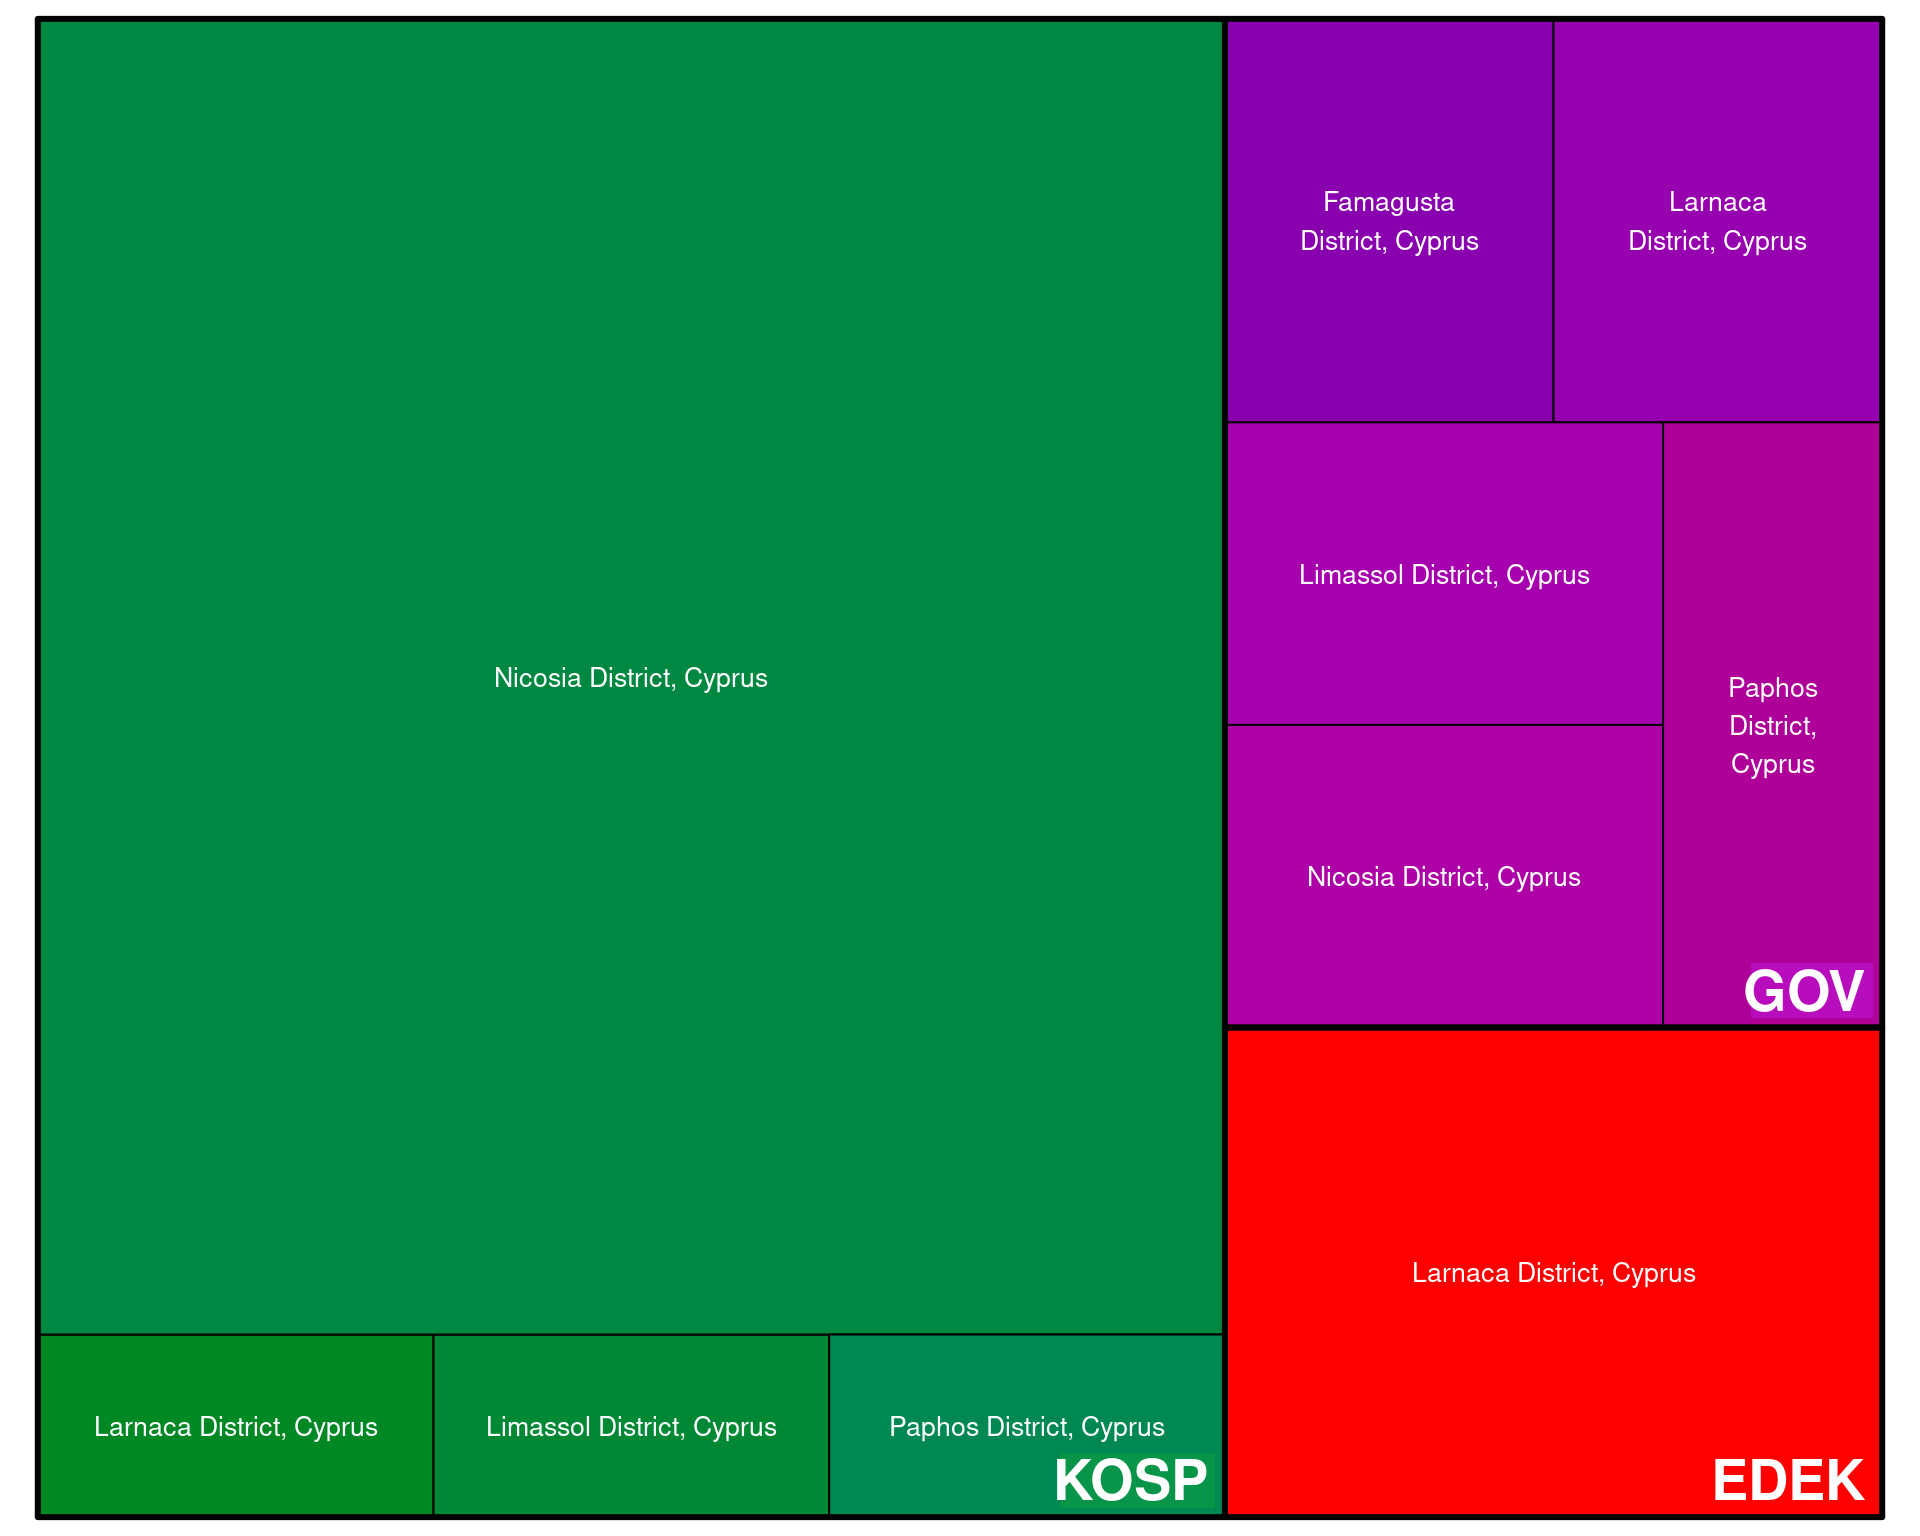 Nicosia District, Cyprus
Larnaca District, Cyprus
Limassol District, Cyprus
Paphos District, Cyprus
KOSP
Famagusta
District, Cyprus
Larnaca
District, Cyprus
Limassol District, Cyprus
Nicosia District, Cyprus
Paphos
District,
Cyprus
GOV
Larnaca District, Cyprus
EDEK